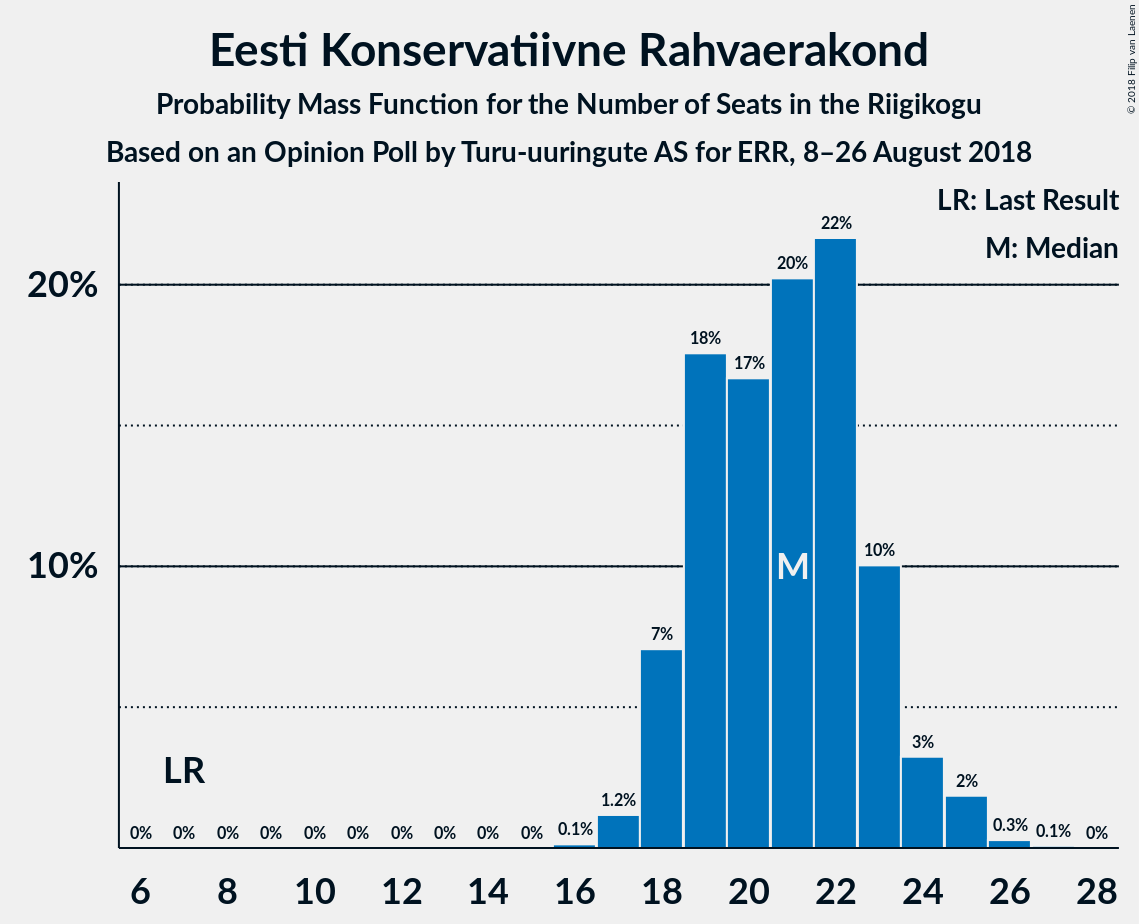 © 2018 Filip van Laenen
Eesti Konservatiivne Rahvaerakond
Probability Mass Function for the Number of Seats in the Riigikogu
Based on an Opinion Poll by Turu-uuringute AS for ERR, 8–26 August 2018
LR: Last Result
M: Median
20%
10%
22%
20%
18%
17%
10%
M
7%
LR
3%
2%
0% 0% 0% 0% 0% 0% 0% 0% 0% 0% 0.1% 1.2% 0.3% 0.1% 0%
6 8 10 12 14 16 18 20 22 24 26 28